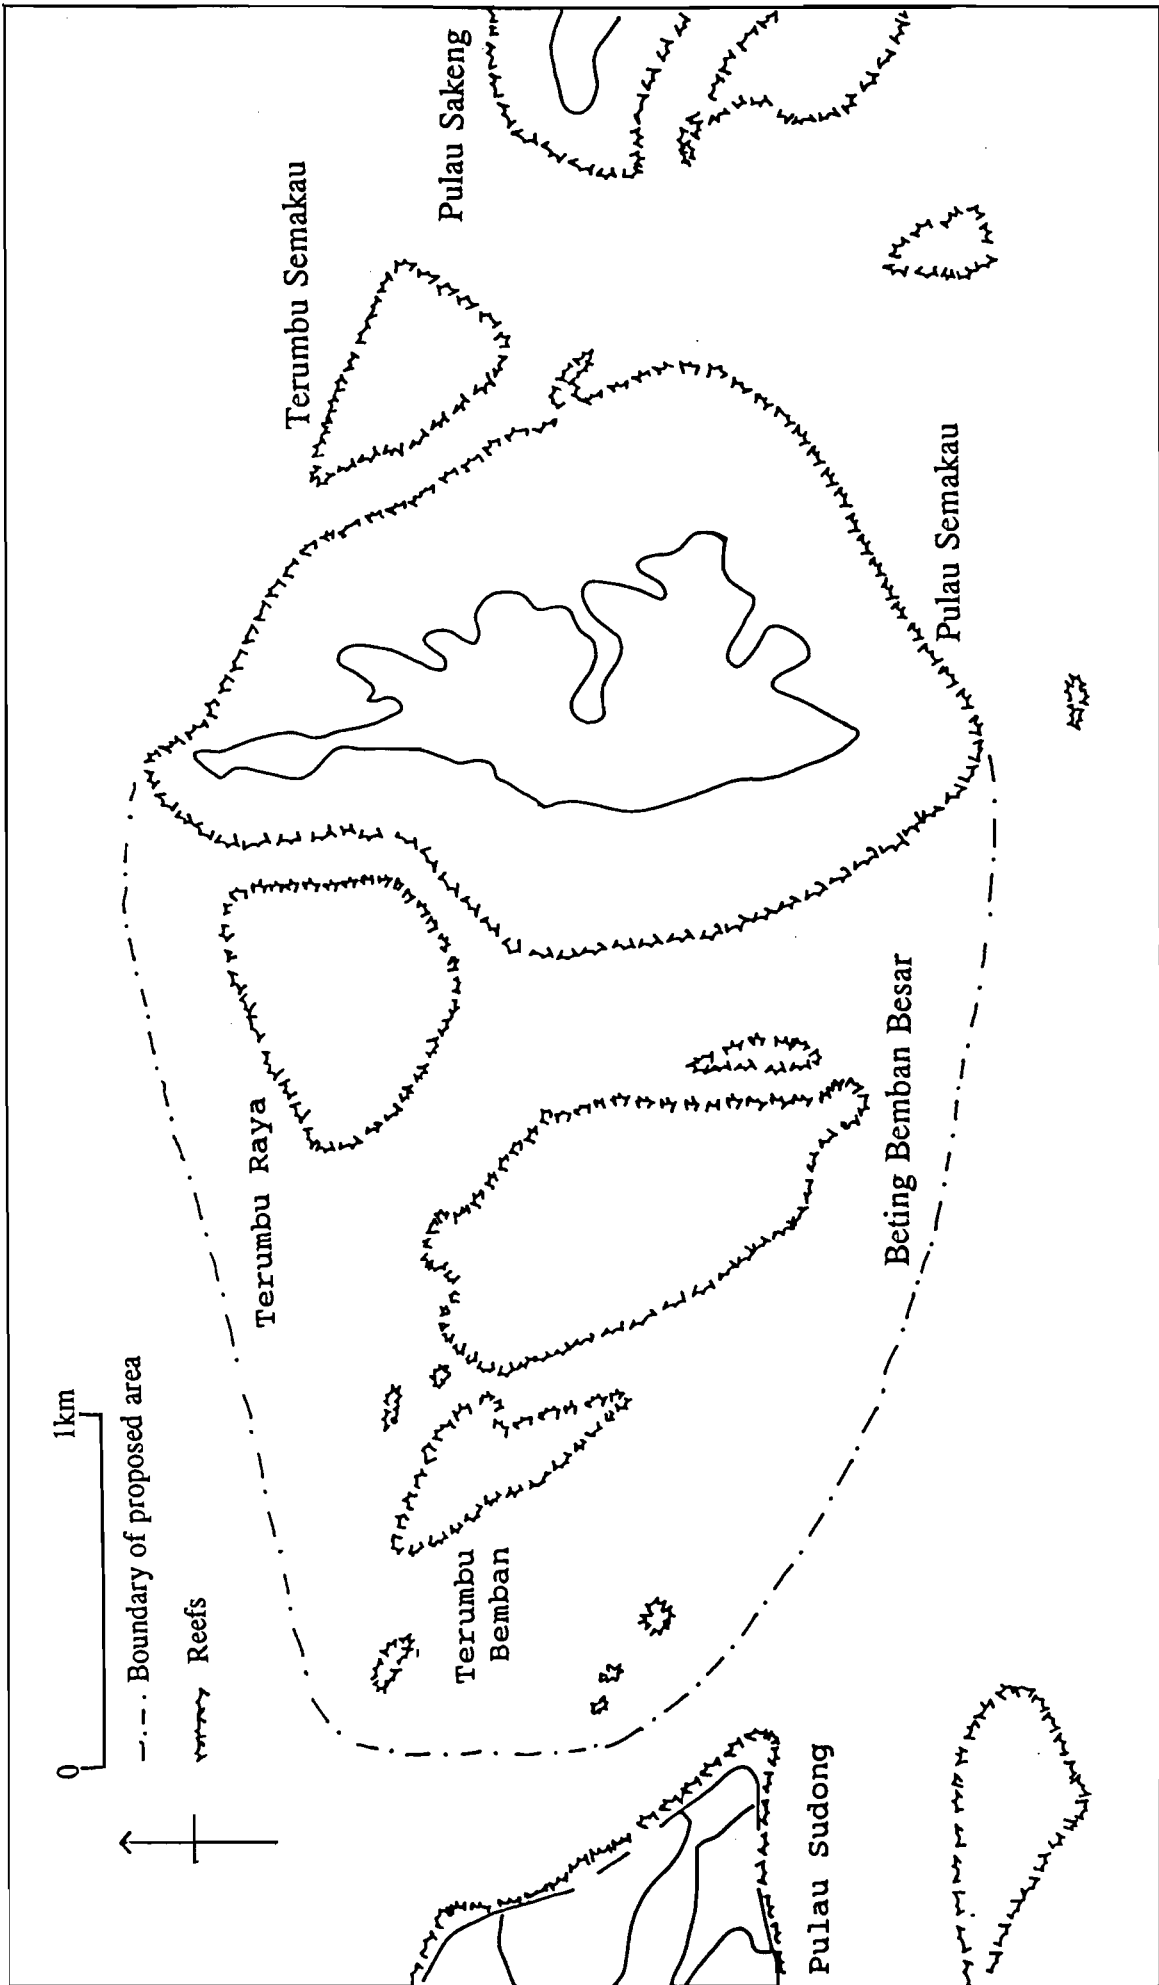 0
1km
Boundary of proposed area
Reefs
Terumbu Semakau
Pulau Sakeng
Terumbu Raya
Terumbu
Bemban
Pulau Semakau
Beting Bemban Besar
Pulau Sudong